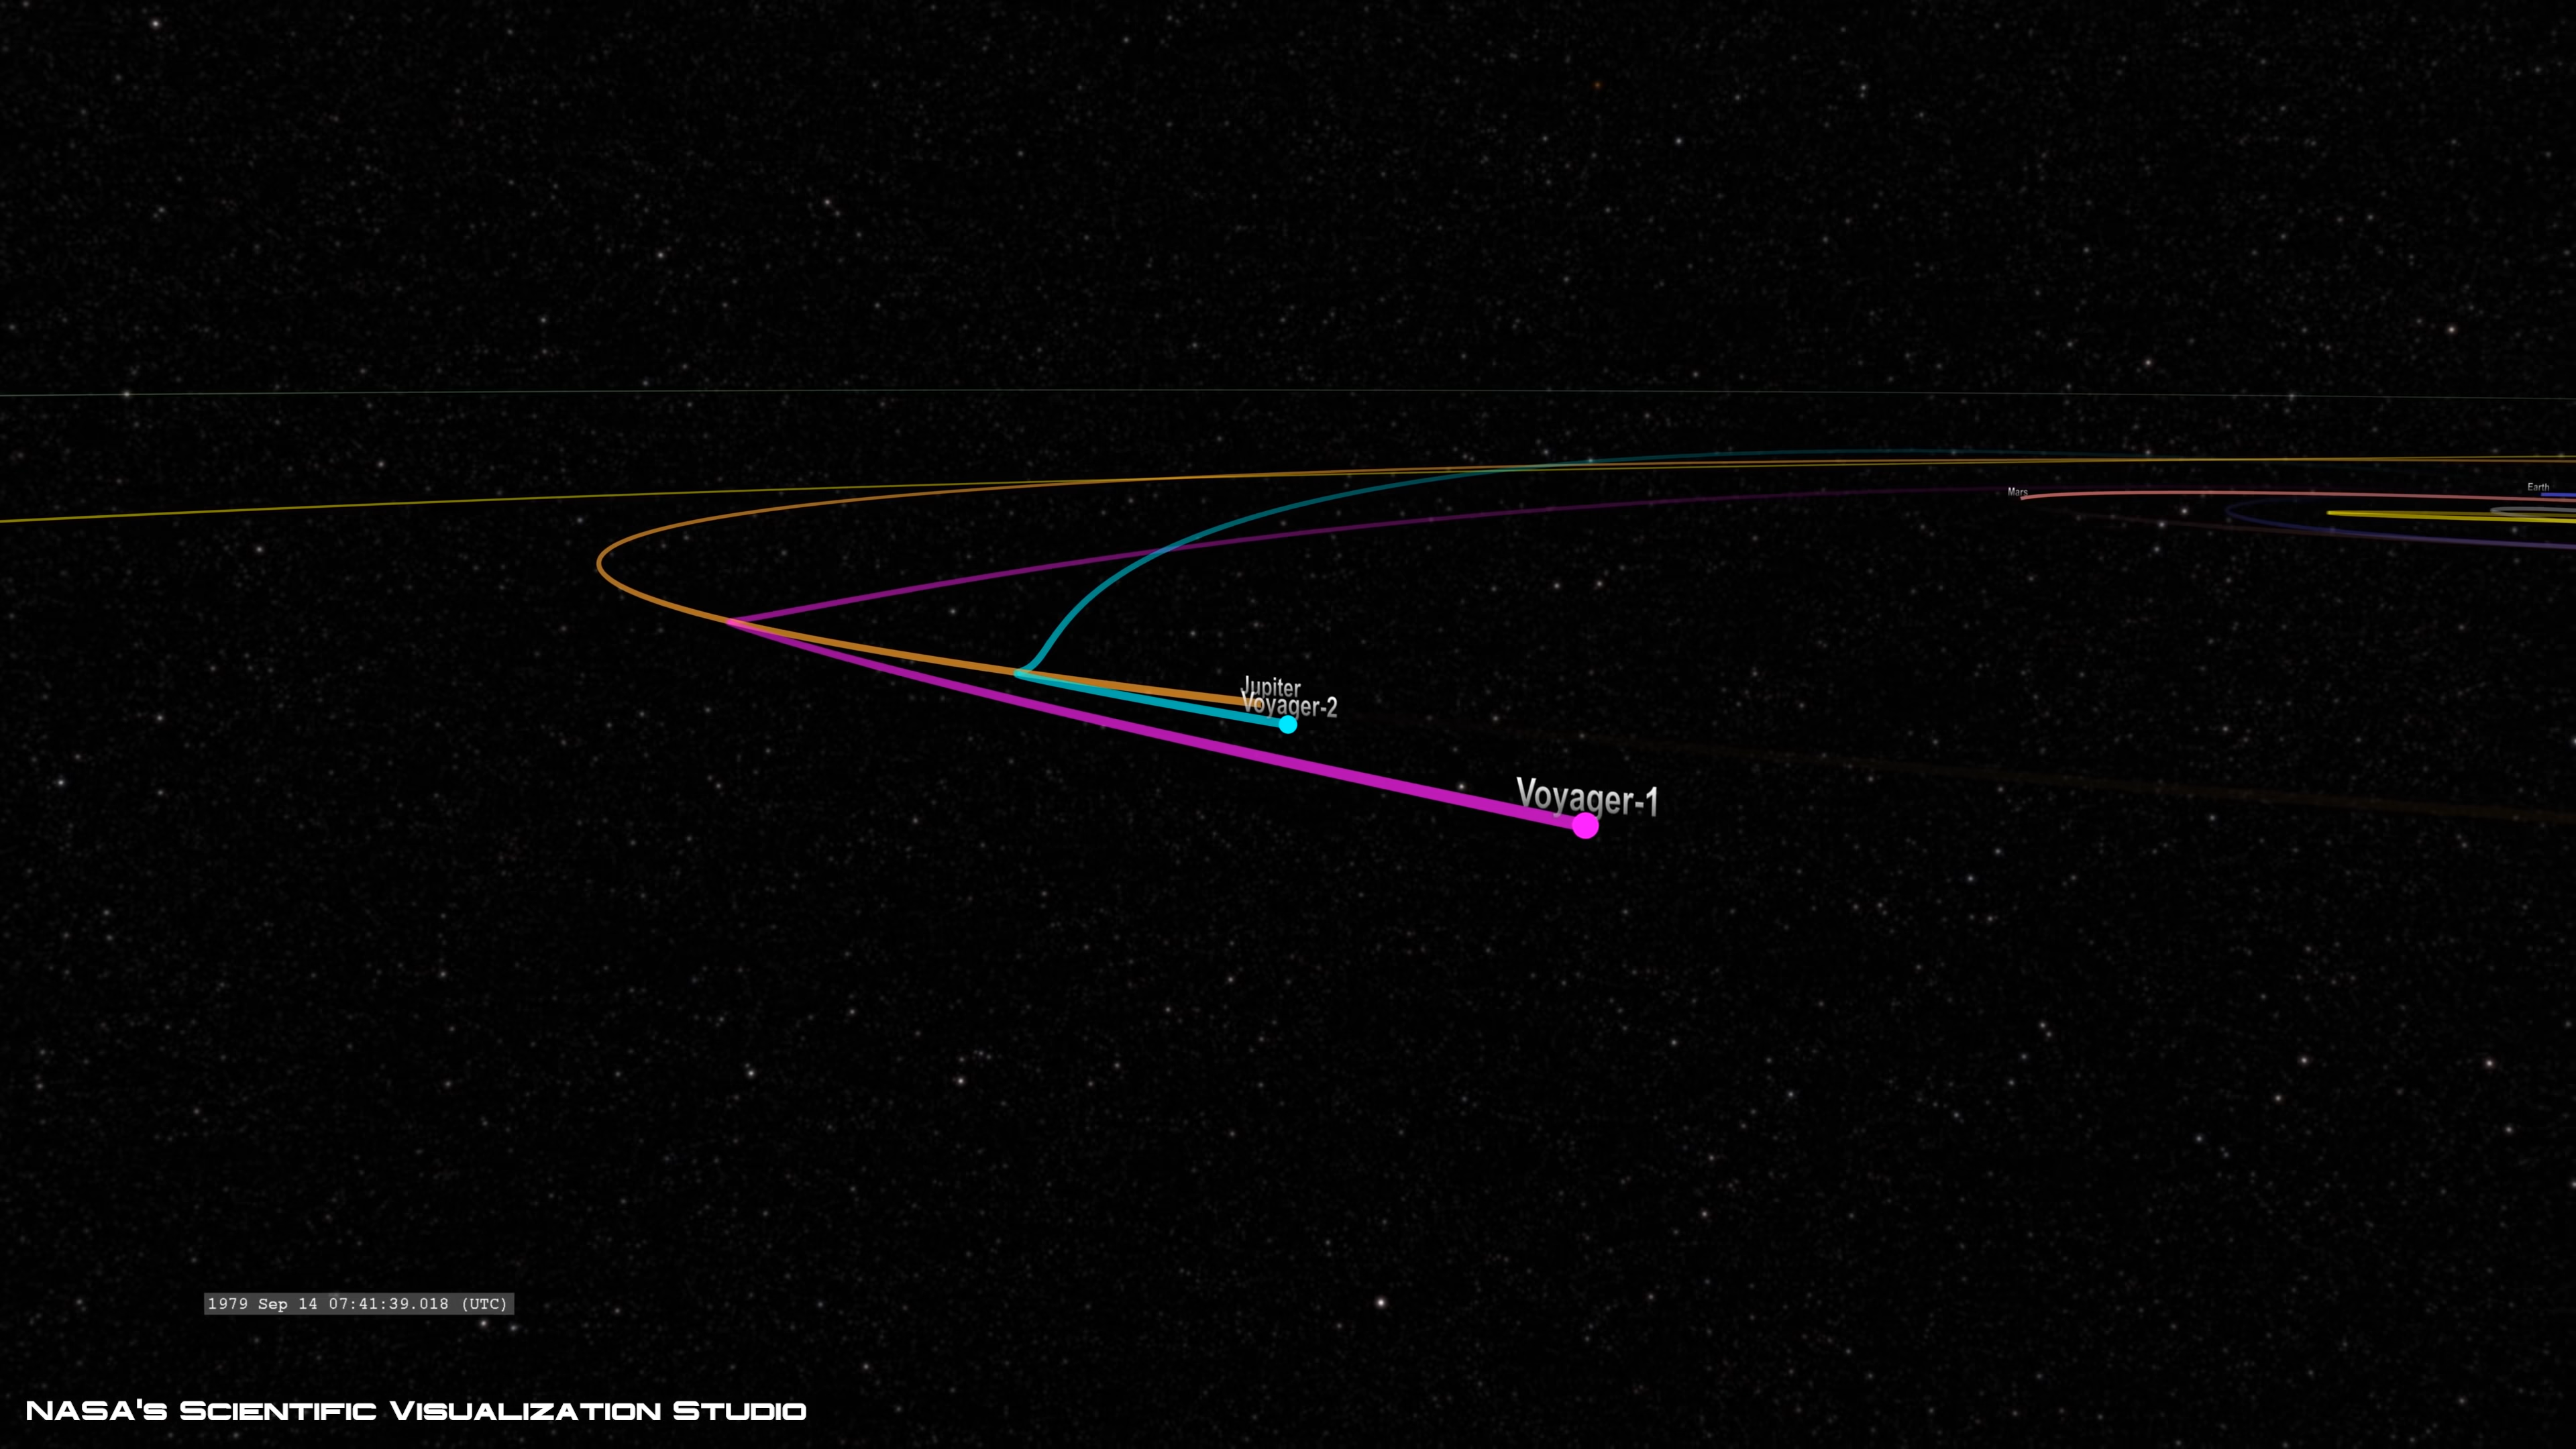 Mars
Earth
Jupiter
Voyager-2
Voyager-1
1979 Sep 14 07:41:39.018 (UTC)
NASA's Scientific Visualization Studio